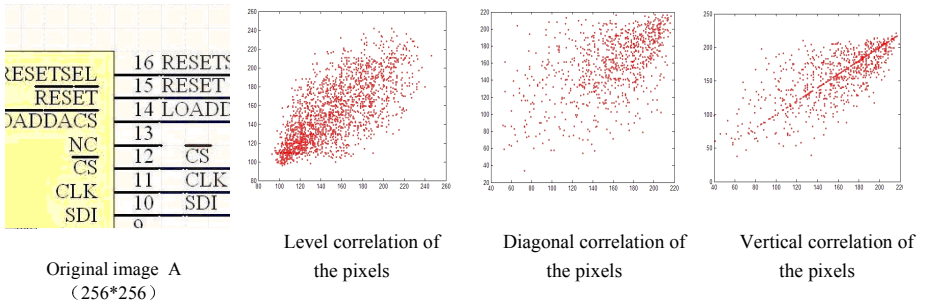 RESETSEL
RESET
OADDACS
NC
CS
CLK
SDI
16 RESETS
15 RESET
14 LOADD
13
12 CS
11 CLK
10 SDI
9
260
240
220
200
180
160
140
120
100
80
80 100 120 140 160 180 200 220 240 260
220
200
180
160
140
120
100
80
60
40
20
40 60 80 100 120 140 160 180 200 220
250
200
150
100
50
0
40 60 80 100 120 140 160 180 200 220
Original image A
（256*256）
Level correlation of
the pixels
Diagonal correlation of
the pixels
Vertical correlation of
the pixels